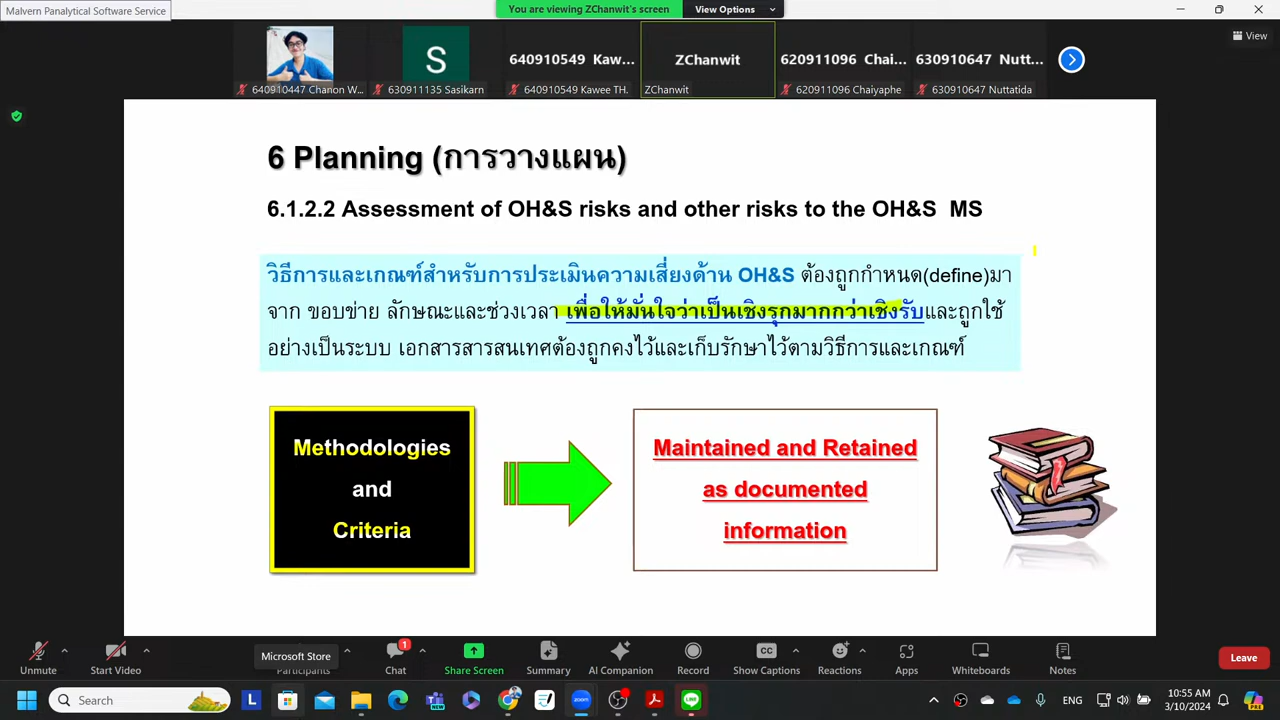 Malvern Panalytical Software Service
You are viewing ZChanwit's screen
View Options
View
640910549 Kaw...
ZChanwit
620911096 Chai...
630910647 Nutt...
S
640910447 Chanon W...
630911135 Sasikarn
640910549 Kawee TH.
ZChanwit
620911096 Chaiyaphe
630910647 Nuttatida
6 Planning (การวางแผน)
6.1.2.2 Assessment of OH&S risks and other risks to the OH&S MS
วิธีการและเกณฑ์สำหรับการประเมินความเสี่ยงด้าน OH&S ต้องถูกกำหนด(define)มา
จาก ขอบข่าย ลักษณะและช่วงเวลา เพื่อให้มั่นใจว่าเป็นเชิงรุกมากกว่าเชิงรับและถูกใช้
อย่างเป็นระบบ เอกสารสารสนเทศต้องถูกคงไว้และเก็บรักษาไว้ตามวิธีการและเกณฑ์
Methodologies
and
Criteria
Maintained and Retained
as documented
information
Unmute
Start Video
Microsoft Store
Participants
1
Chat
Share Screen
Summary
AI Companion
Record
CC
Show Captions
Reactions
Apps
Whiteboards
Notes
Leave
Search
L
zoom
LINE
ENG
10:55 AM
3/10/2024